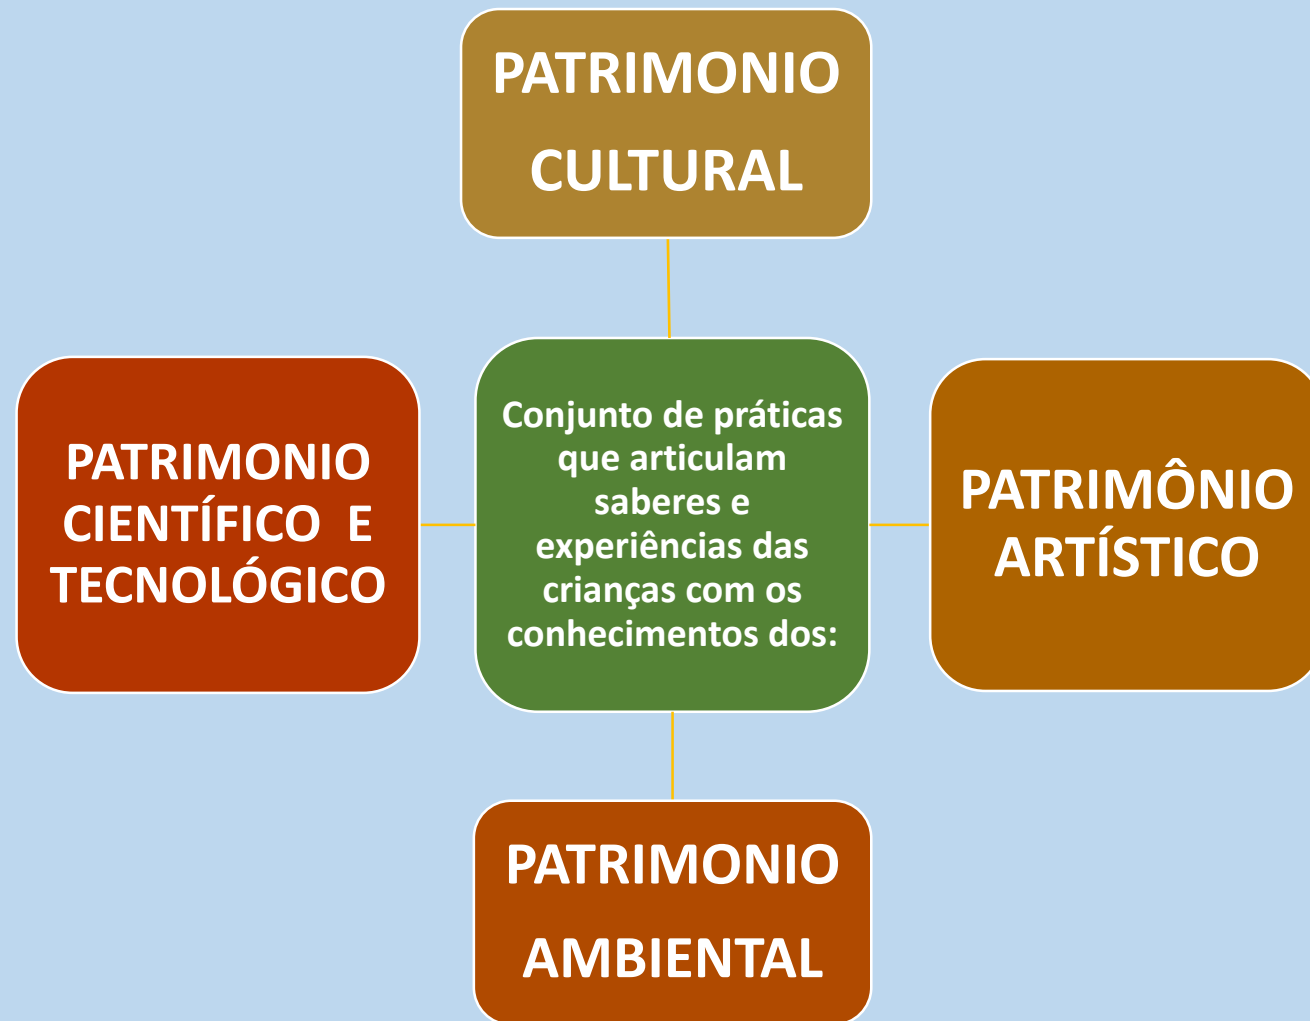 PATRIMONIO
CULTURAL
PATRIMONIO
CIENTÍFICO E
TECNOLÓGICO
Conjunto de práticas
que articulam
saberes e
experiências das
crianças com os
conhecimentos dos:
PATRIMÔNIO
ARTÍSTICO
PATRIMONIO
AMBIENTAL